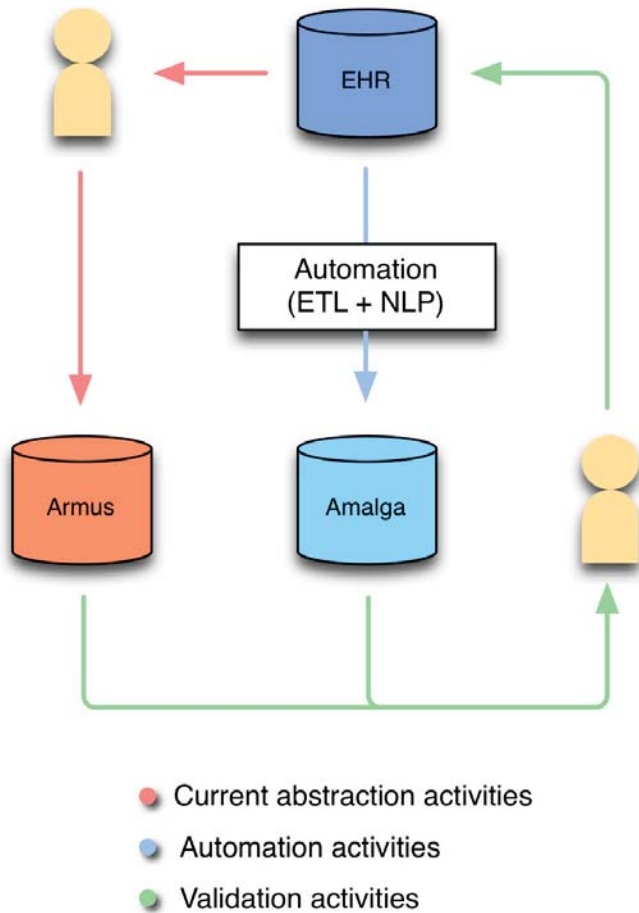 EHR
Automation
(ETL + NLP)
Armus
Amalga
Current abstraction activities
Automation activities
Validation activities